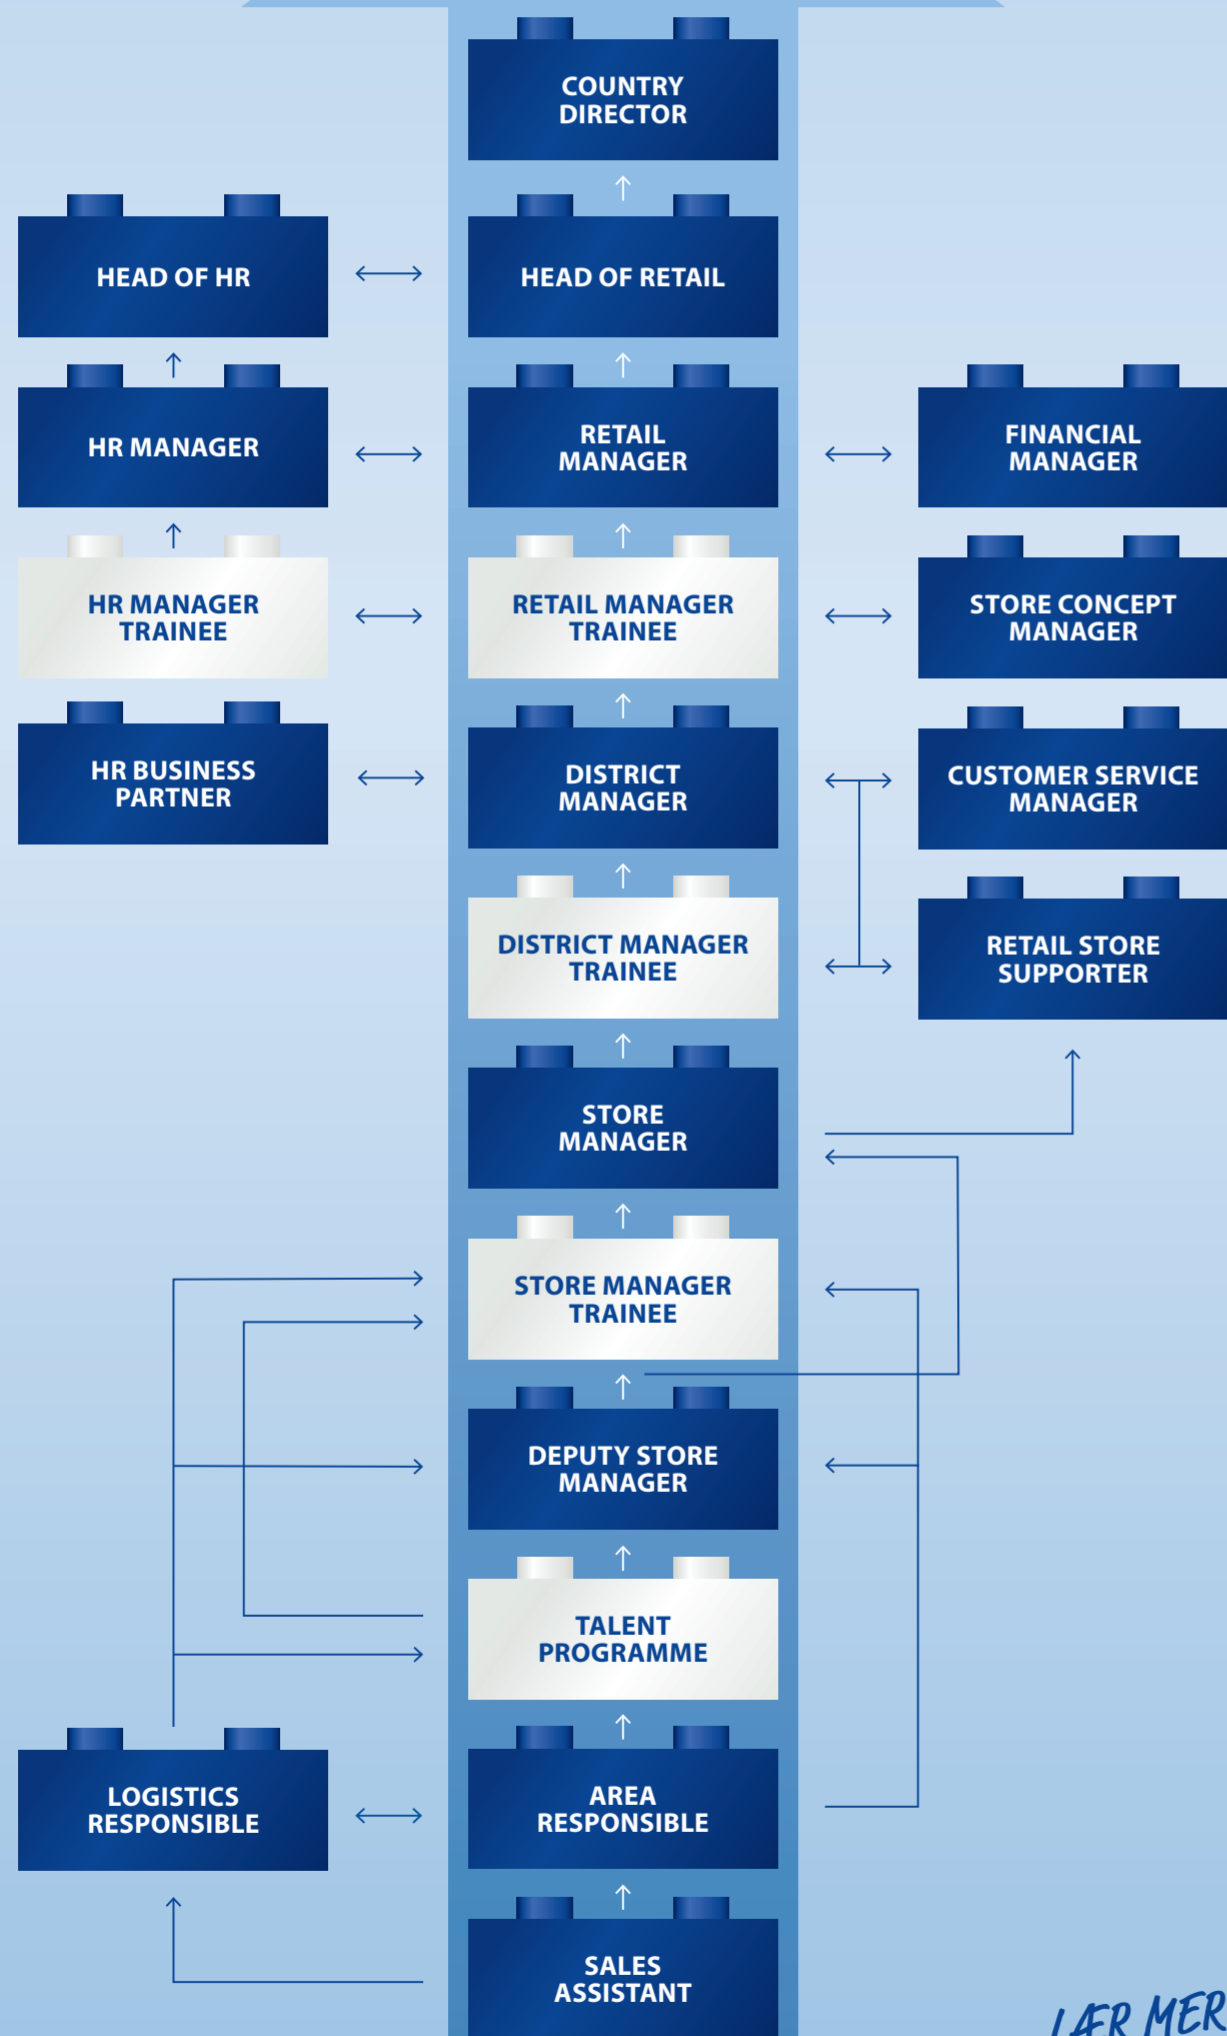 COUNTRY
DIRECTOR
HEAD OF HR
HEAD OF RETAIL
HR MANAGER
RETAIL
MANAGER
FINANCIAL
MANAGER
HR MANAGER
TRAINEE
RETAIL MANAGER
TRAINEE
STORE CONCEPT
MANAGER
HR BUSINESS
PARTNER
DISTRICT
MANAGER
CUSTOMER SERVICE
MANAGER
DISTRICT MANAGER
TRAINEE
RETAIL STORE
SUPPORTER
STORE
MANAGER
STORE MANAGER
TRAINEE
DEPUTY STORE
MANAGER
TALENT
PROGRAMME
LOGISTICS
RESPONSIBLE
AREA
RESPONSIBLE
SALES
ASSISTANT
LÆR MER